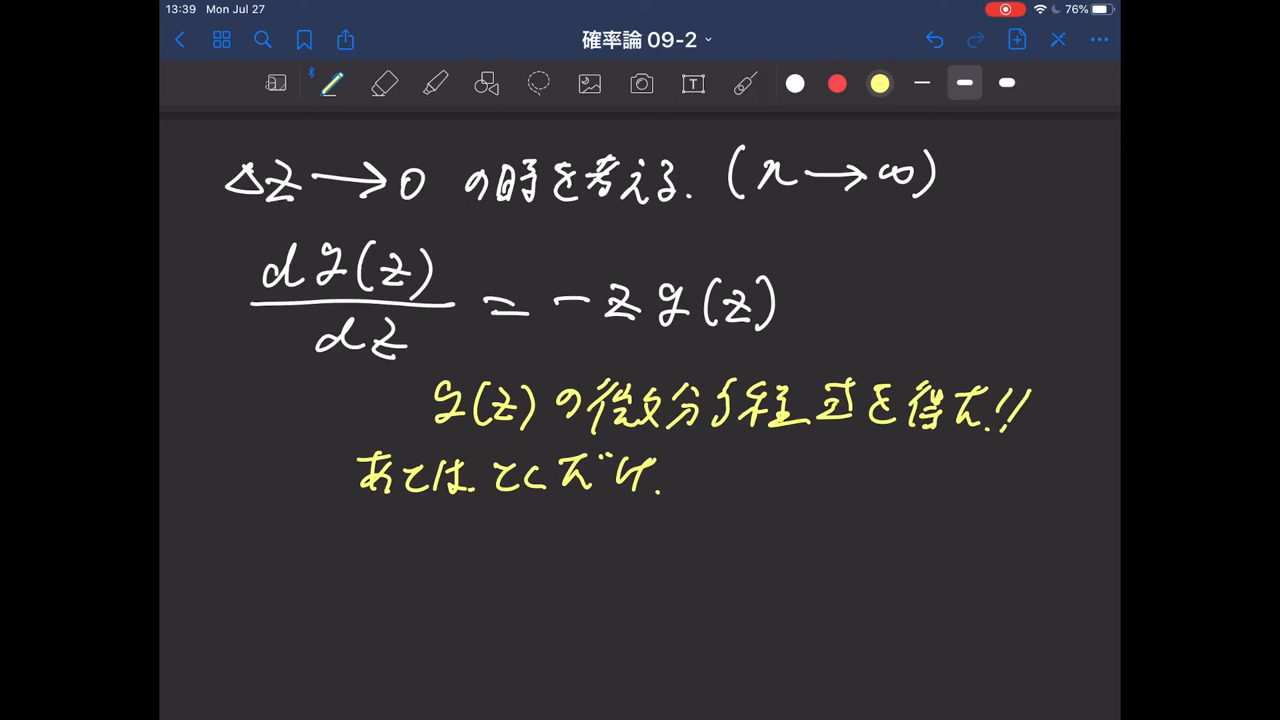 13:39 Mon Jul 27 76%
確率論 09-2
T
Δz → 0 の時を考える. (n → ∞)
dg(z)/dz = -z g(z)
g(z) の微分方程式を得た!!
あとは. とくだけ.